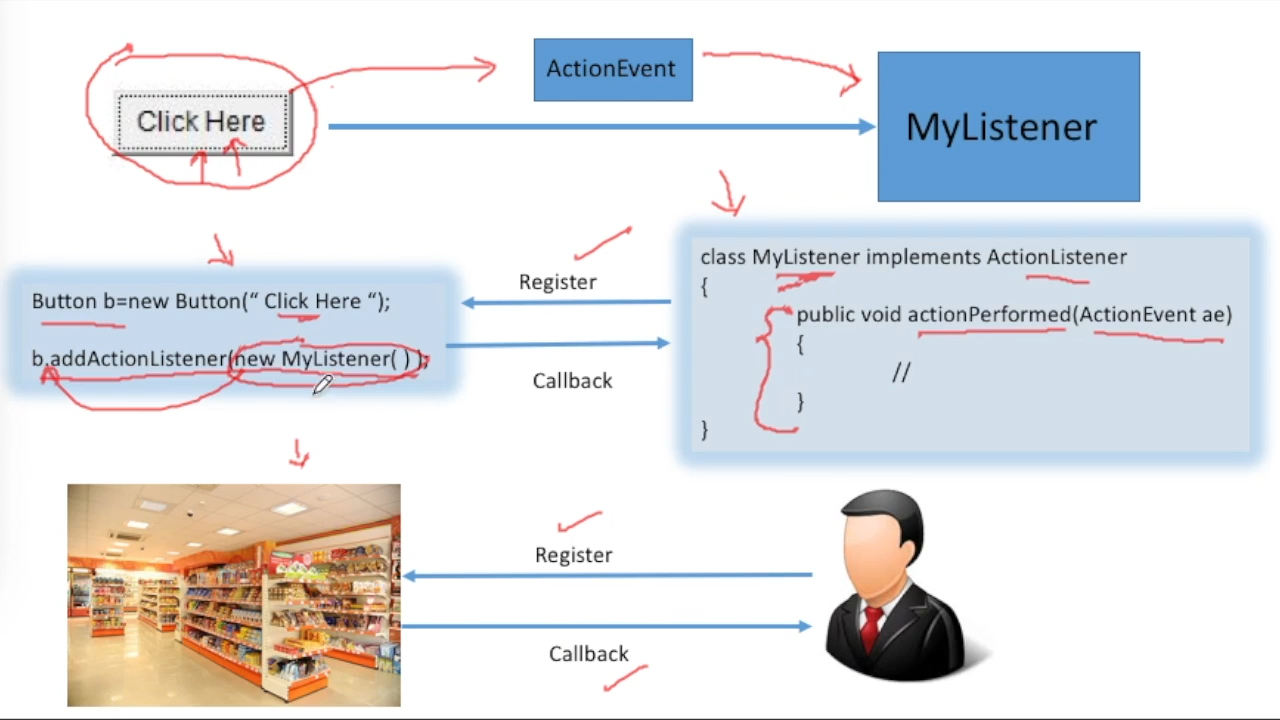 Click Here
ActionEvent
MyListener
Register
Button b=new Button(“ Click Here “);
b.addActionListener(new MyListener( ) );
Callback
class MyListener implements ActionListener
{
public void actionPerformed(ActionEvent ae)
{
//
}
}
Register
Callback